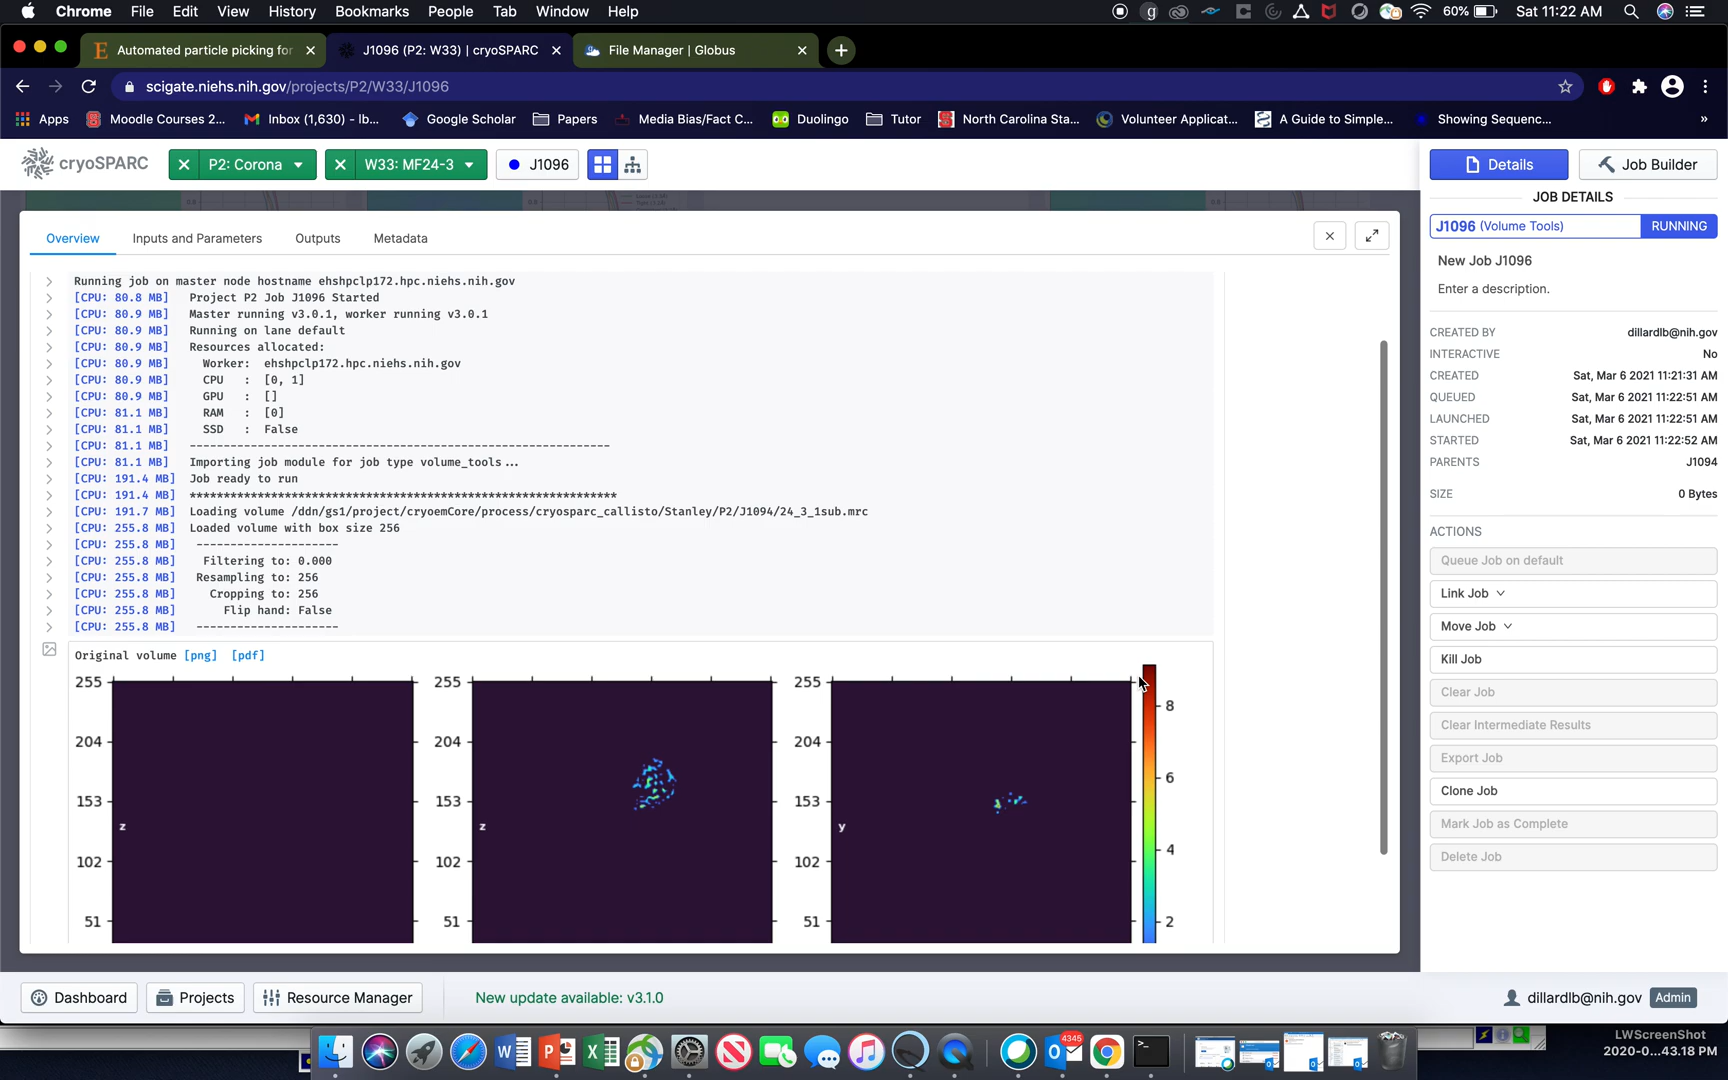 Chrome File Edit View History Bookmarks People Tab Window Help 60% Sat 11:22 AM
Automated particle picking for J1096 (P2: W33) | cryoSPARC File Manager | Globus
scigate.niehs.nih.gov/projects/P2/W33/J1096
Apps Moodle Courses 2... Inbox (1,630) - lb... Google Scholar Papers Media Bias/Fact C... Duolingo Tutor North Carolina Sta... Volunteer Applicat... A Guide to Simple... Showing Sequenc... »
cryoSPARC P2: Corona W33: MF24-3 J1096
Overview Inputs and Parameters Outputs Metadata
Running job on master node hostname ehshpclp172.hpc.niehs.nih.gov
[CPU: 80.8 MB] Project P2 Job J1096 Started
[CPU: 80.9 MB] Master running v3.0.1, worker running v3.0.1
[CPU: 80.9 MB] Running on lane default
[CPU: 80.9 MB] Resources allocated:
[CPU: 80.9 MB] Worker: ehshpclp172.hpc.niehs.nih.gov
[CPU: 80.9 MB] CPU : [0, 1]
[CPU: 80.9 MB] GPU : []
[CPU: 81.1 MB] RAM : [0]
[CPU: 81.1 MB] SSD : False
[CPU: 81.1 MB] --------------------------------------------------------------
[CPU: 81.1 MB] Importing job module for job type volume_tools...
[CPU: 191.4 MB] Job ready to run
[CPU: 191.4 MB] ***************************************************************
[CPU: 191.7 MB] Loading volume /ddn/gs1/project/cryoemCore/process/cryosparc_callisto/Stanley/P2/J1094/24_3_1sub.mrc
[CPU: 255.8 MB] Loaded volume with box size 256
[CPU: 255.8 MB] ---------------------
[CPU: 255.8 MB] Filtering to: 0.000
[CPU: 255.8 MB] Resampling to: 256
[CPU: 255.8 MB] Cropping to: 256
[CPU: 255.8 MB] Flip hand: False
[CPU: 255.8 MB] ---------------------
Original volume [png] [pdf]
255 255 255
8
204 204 204
6
153 153 153
z z y
4
102 102 102
51 51 51 2
Details Job Builder
JOB DETAILS
J1096 (Volume Tools) RUNNING
New Job J1096
Enter a description.
CREATED BY dillardlb@nih.gov
INTERACTIVE No
CREATED Sat, Mar 6 2021 11:21:31 AM
QUEUED Sat, Mar 6 2021 11:22:51 AM
LAUNCHED Sat, Mar 6 2021 11:22:51 AM
STARTED Sat, Mar 6 2021 11:22:52 AM
PARENTS J1094
SIZE 0 Bytes
ACTIONS
Queue Job on default
Link Job
Move Job
Kill Job
Clear Job
Clear Intermediate Results
Export Job
Clone Job
Mark Job as Complete
Delete Job
Dashboard Projects Resource Manager New update available: v3.1.0 dillardlb@nih.gov Admin
4345
LWScreenShot
2020-0...43.18 PM